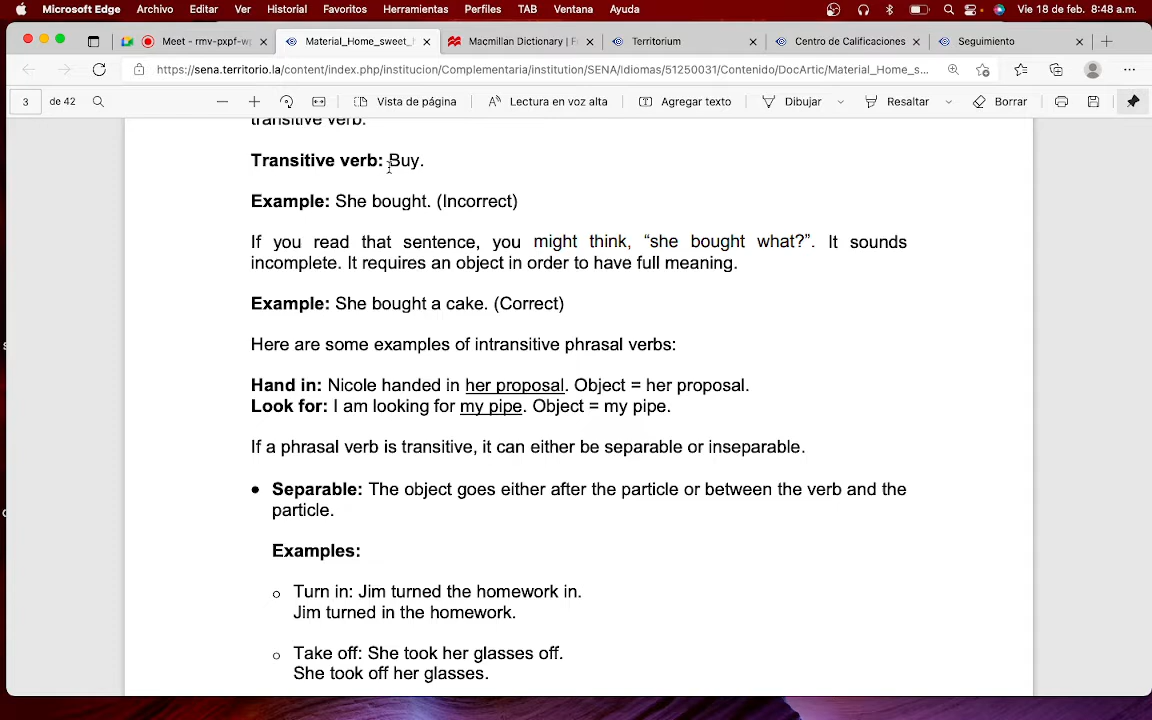 Microsoft Edge Archivo Editar Ver Historial Favoritos Herramientas Perfiles TAB Ventana Ayuda Vie 18 de feb. 8:48 a.m.
Meet - rmv-pxpf-w Material_Home_sweet_h Macmillan Dictionary | F Territorium Centro de Calificaciones Seguimiento
https://sena.territorio.la/content/index.php/institucion/Complementaria/institution/SENA/Idiomas/51250031/Contenido/DocArtic/Material_Home_s...
3 de 42 Vista de página Lectura en voz alta Agregar texto Dibujar Resaltar Borrar
transitive verb.
Transitive verb: Buy.
Example: She bought. (Incorrect)
If you read that sentence, you might think, “she bought what?”. It sounds
incomplete. It requires an object in order to have full meaning.
Example: She bought a cake. (Correct)
Here are some examples of intransitive phrasal verbs:
Hand in: Nicole handed in her proposal. Object = her proposal.
Look for: I am looking for my pipe. Object = my pipe.
If a phrasal verb is transitive, it can either be separable or inseparable.
• Separable: The object goes either after the particle or between the verb and the
particle.
Examples:
o Turn in: Jim turned the homework in.
Jim turned in the homework.
o Take off: She took her glasses off.
She took off her glasses.